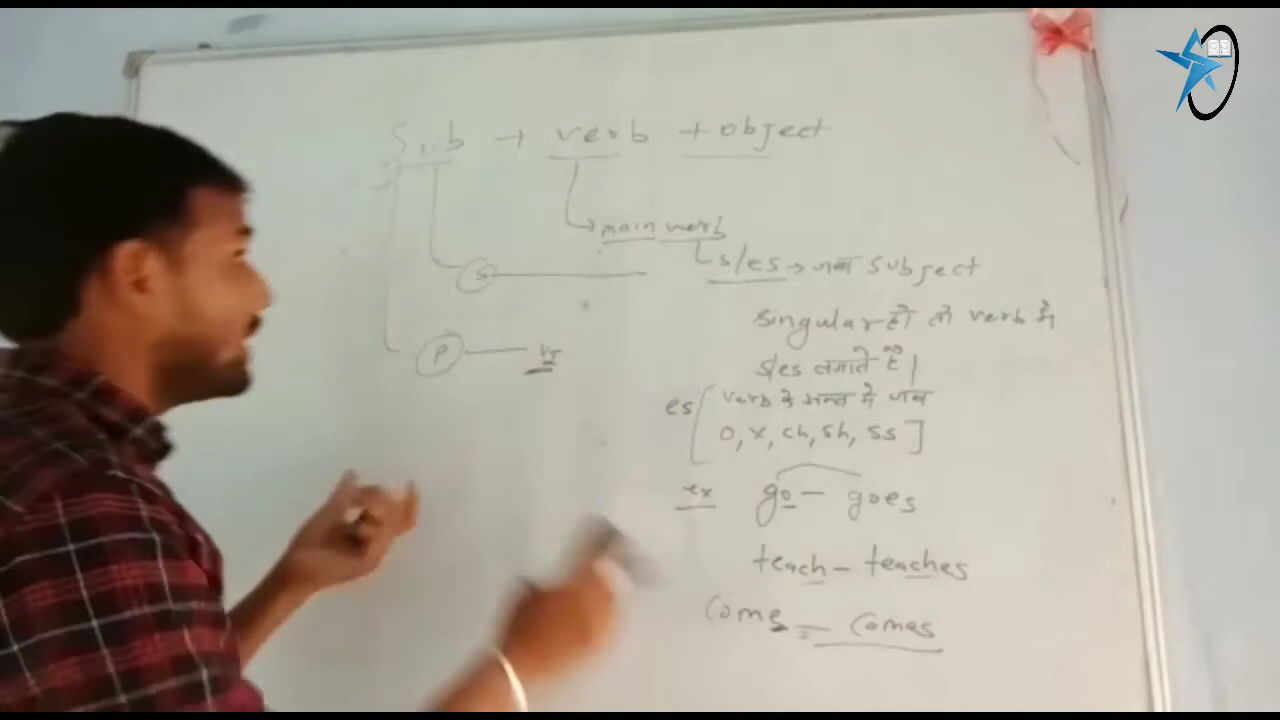 Sub → verb + object
main verb
s/es → जब subject
S
singular हो तो verb में
P V1
s/es लगाते हैं|
es [ verb के अन्त में जब
o, x, ch, sh, ss ]
ex go - goes
teach - teaches
Come = Comes